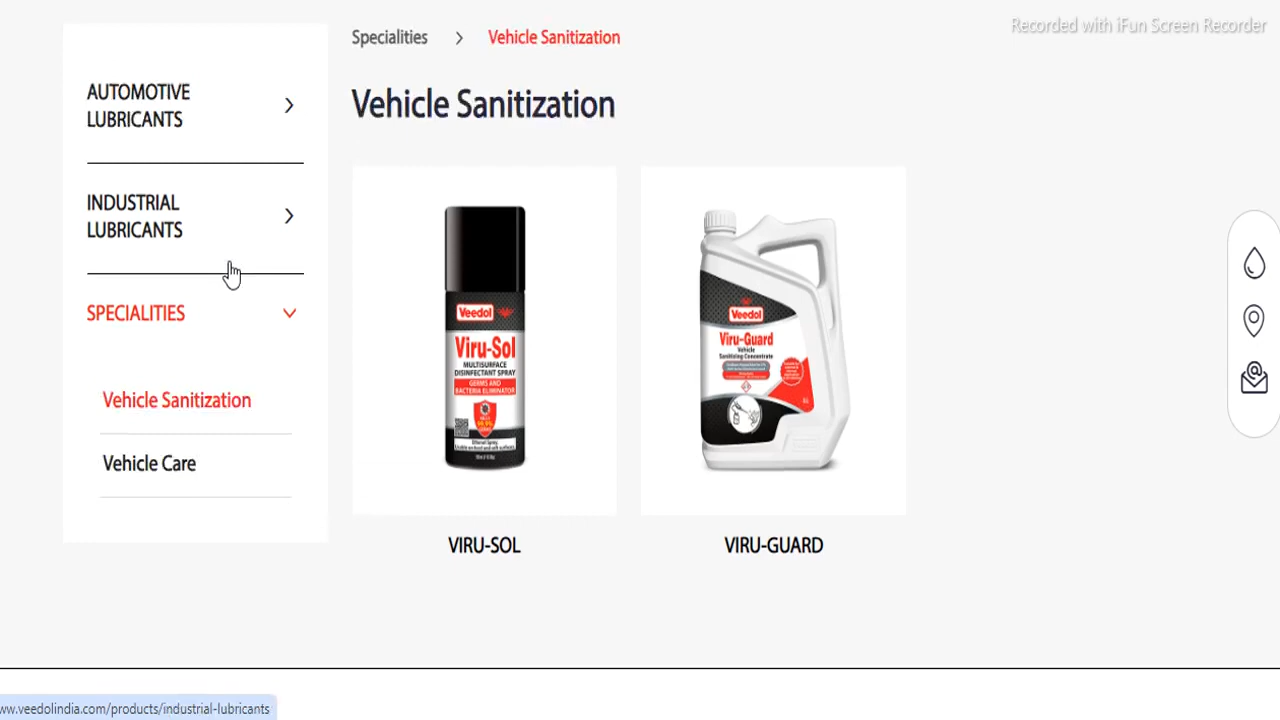 Recorded with iFun Screen Recorder
Specialities > Vehicle Sanitization
AUTOMOTIVE
LUBRICANTS
INDUSTRIAL
LUBRICANTS
SPECIALITIES
Vehicle Sanitization
Vehicle Care
Vehicle Sanitization
Veedol
Viru-Sol
MULTISURFACE
DISINFECTANT SPRAY
GERMS AND
BACTERIA ELIMINATOR
Veedol
Viru-Guard
Vehicle
Sanitizing Concentrate
VIRU-SOL
VIRU-GUARD
ww.veedolindia.com/products/industrial-lubricants